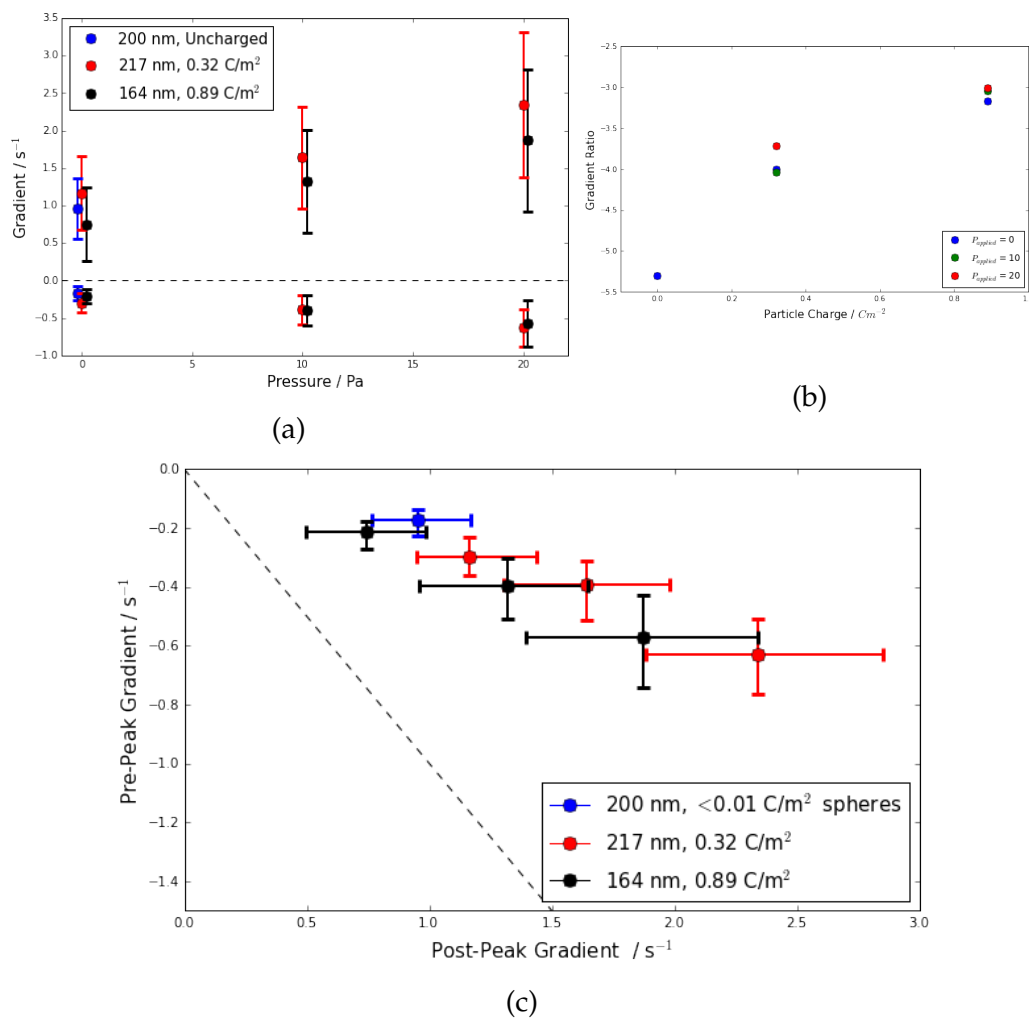 3.5
3.0
2.5
2.0
1.5
1.0
0.5
0.0
−0.5
−1.0
Gradient / s⁻¹
200 nm, Uncharged
217 nm, 0.32 C/m²
164 nm, 0.89 C/m²
0 5 10 15 20
Pressure / Pa
(a)
−2.5
−3.0
−3.5
−4.0
−4.5
−5.0
−5.5
Gradient Ratio
P_applied = 0
P_applied = 10
P_applied = 20
0.0 0.2 0.4 0.6 0.8 1.
Particle Charge / Cm⁻²
(b)
0.0
−0.2
−0.4
−0.6
−0.8
−1.0
−1.2
−1.4
Pre-Peak Gradient / s⁻¹
200 nm, <0.01 C/m² spheres
217 nm, 0.32 C/m²
164 nm, 0.89 C/m²
0.0 0.5 1.0 1.5 2.0 2.5 3.0
Post-Peak Gradient / s⁻¹
(c)